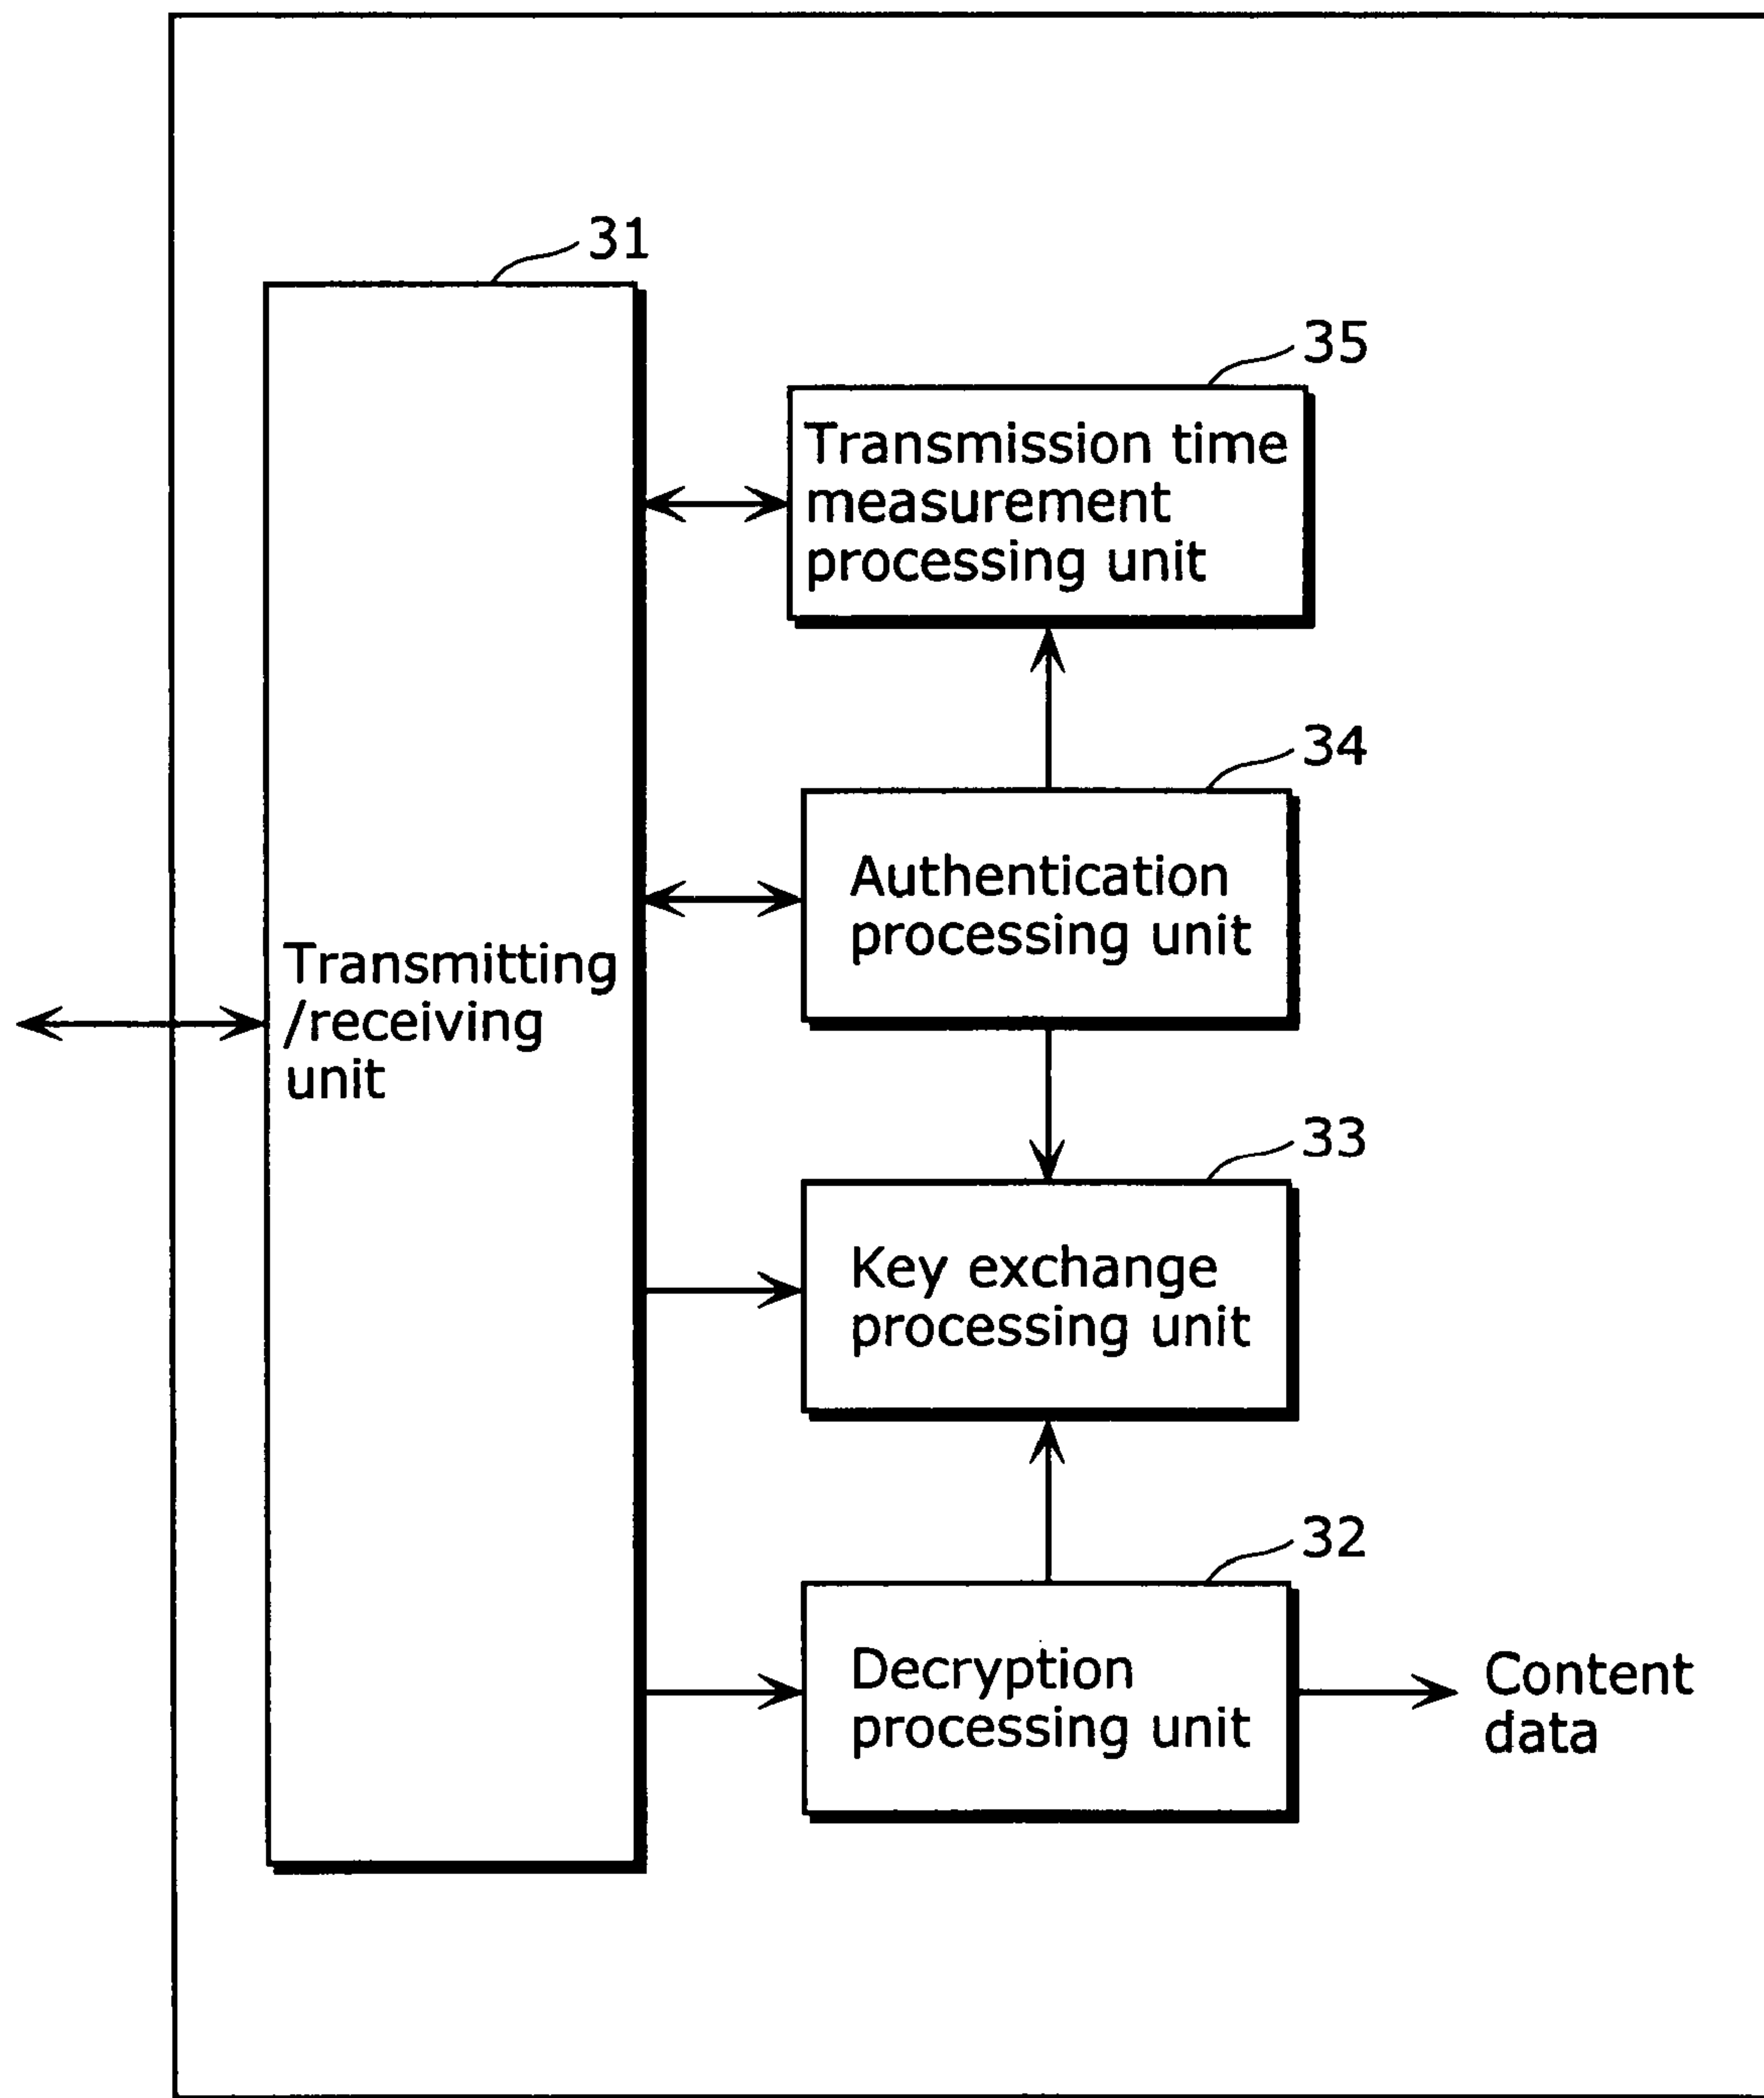 31
35
Transmission time
measurement
processing unit
34
Authentication
processing unit
Transmitting
/receiving
unit
33
Key exchange
processing unit
32
Decryption
processing unit
Content
data